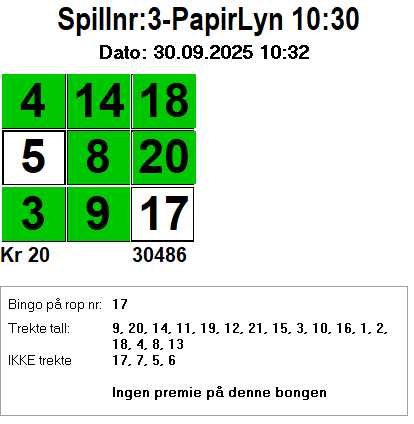 Spillnr:3-PapirLyn 10:30
Dato: 30.09.2025 10:32
4 14 18
5 8 20
3 9 17
Kr 20 30486
Bingo på rop nr: 17
Trekte tall: 9, 20, 14, 11, 19, 12, 21, 15, 3, 10, 16, 1, 2,
18, 4, 8, 13
IKKE trekte 17, 7, 5, 6
Ingen premie på denne bongen